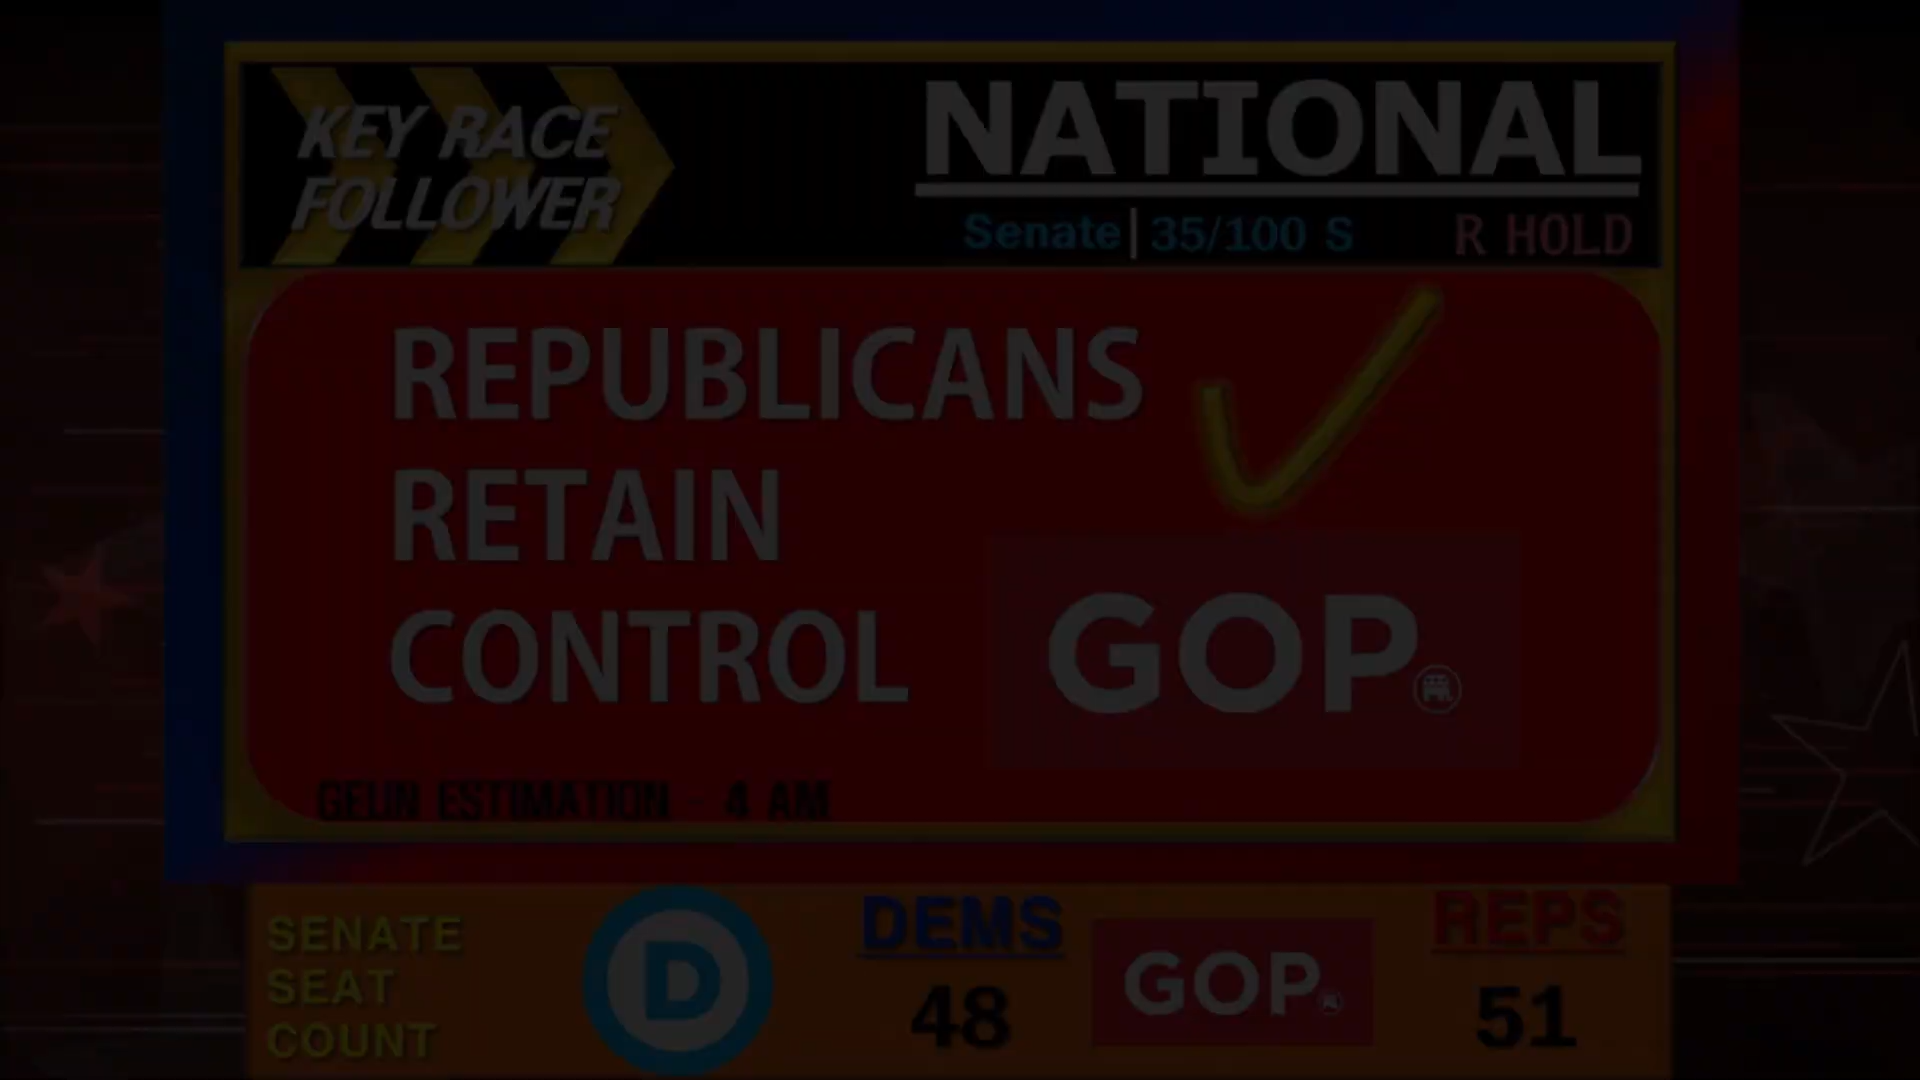 KEY RACE
FOLLOWER
NATIONAL
Senate | 35/100 S R HOLD
REPUBLICANS
RETAIN
CONTROL
GOP
GELIN ESTIMATION - 4 AM
SENATE
SEAT
COUNT
D
DEMS
48
GOP
REPS
51